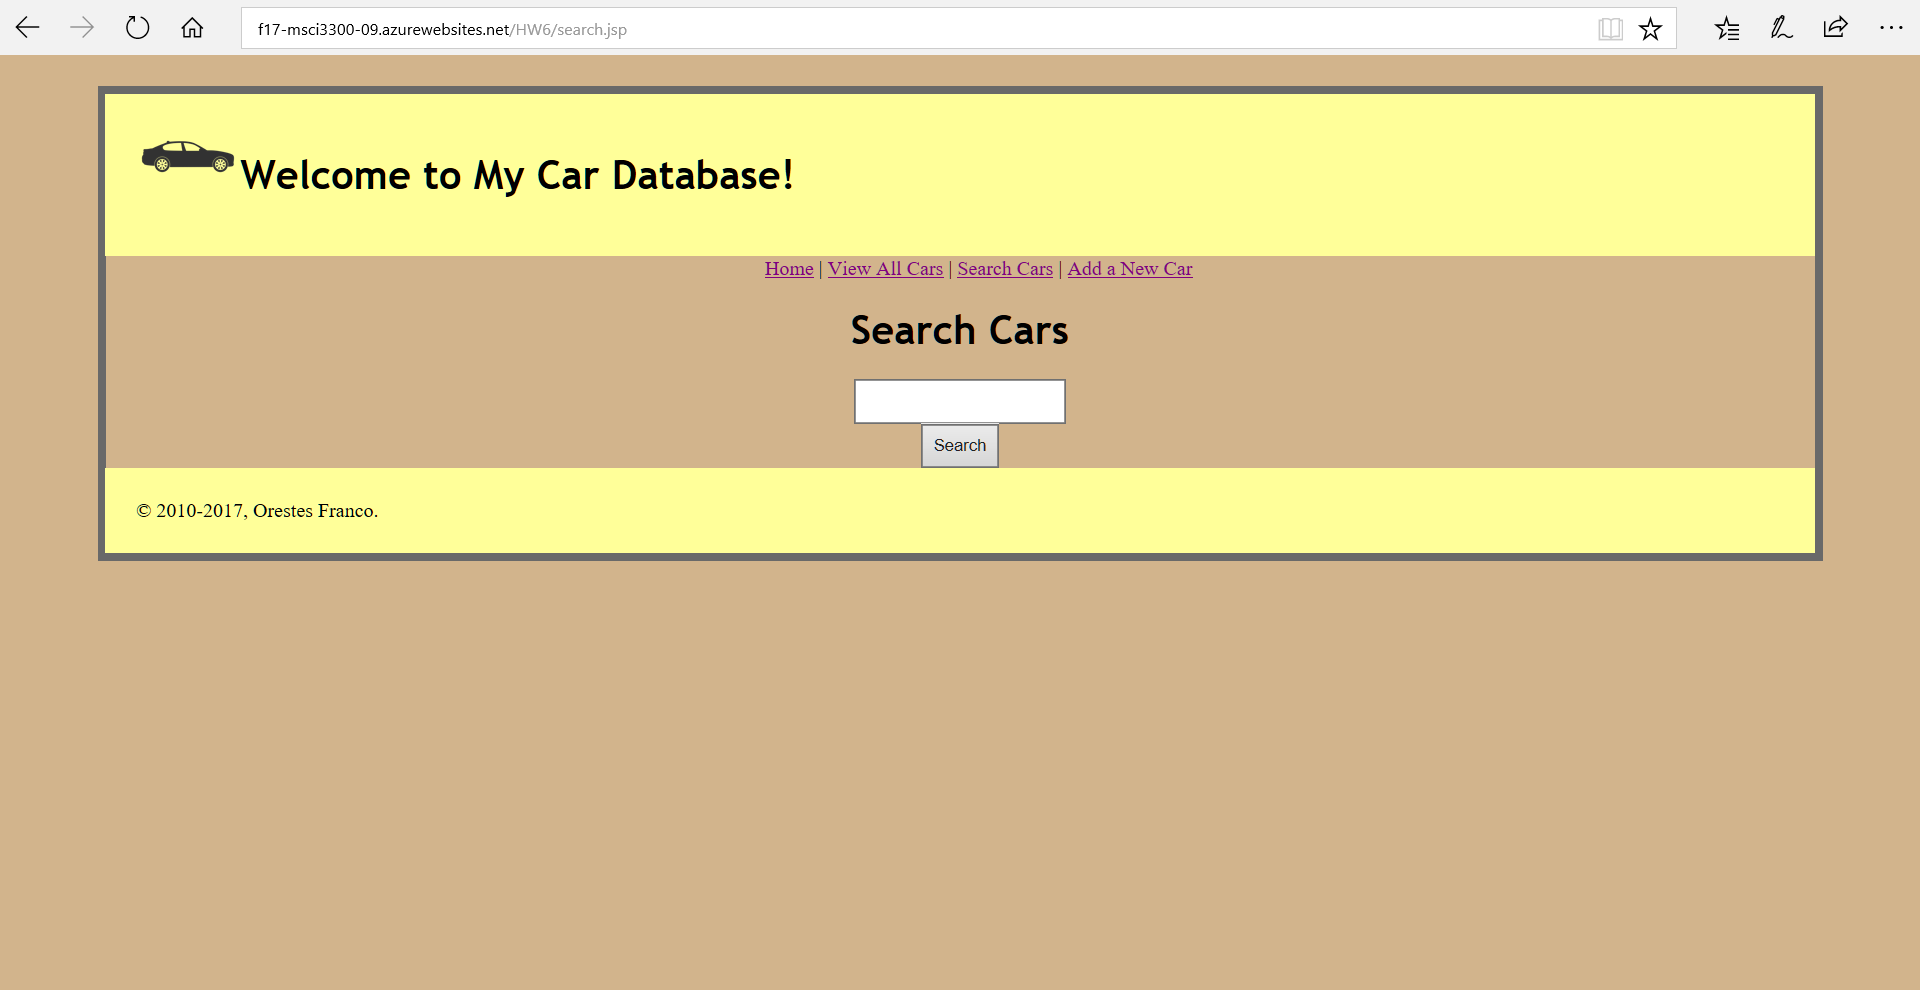 f17-msci3300-09.azurewebsites.net/HW6/search.jsp
Welcome to My Car Database!
Home | View All Cars | Search Cars | Add a New Car
Search Cars
Search
© 2010-2017, Orestes Franco.